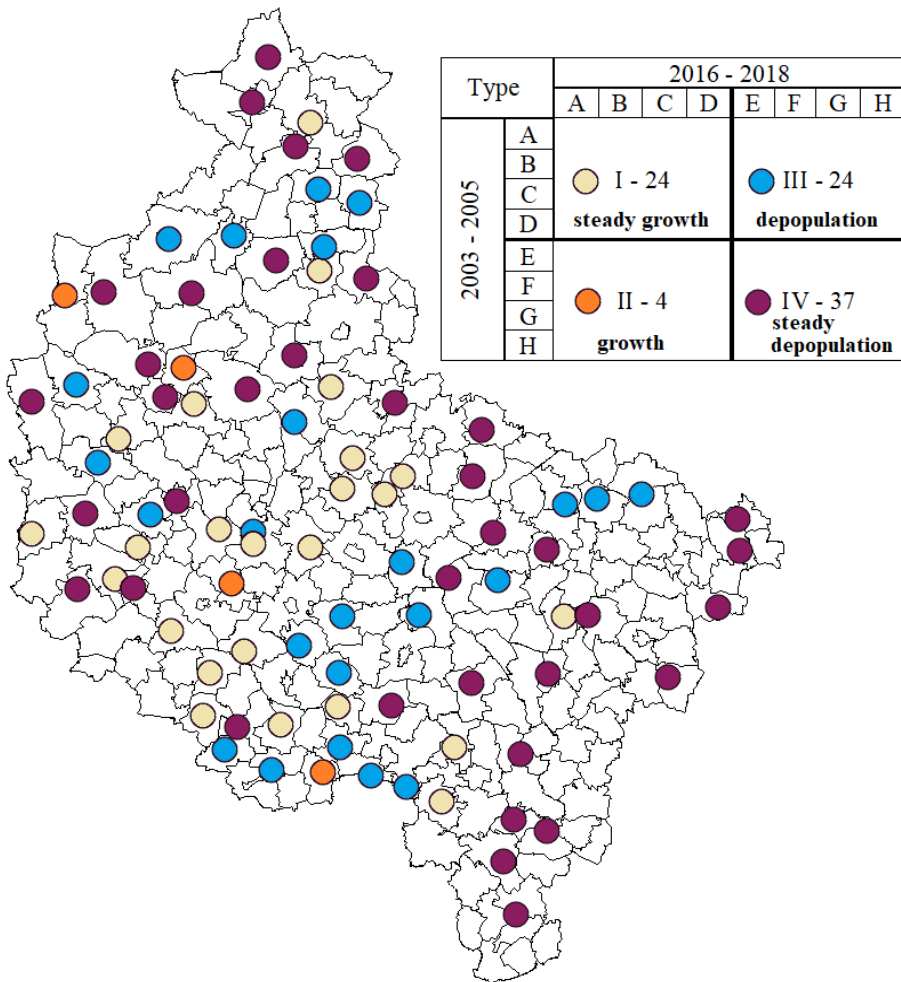 Type
2016 - 2018
A B C D E F G H
2003 - 2005
A
B
C
D
E
F
G
H
I - 24
steady growth
III - 24
depopulation
II - 4
growth
IV - 37
steady
depopulation